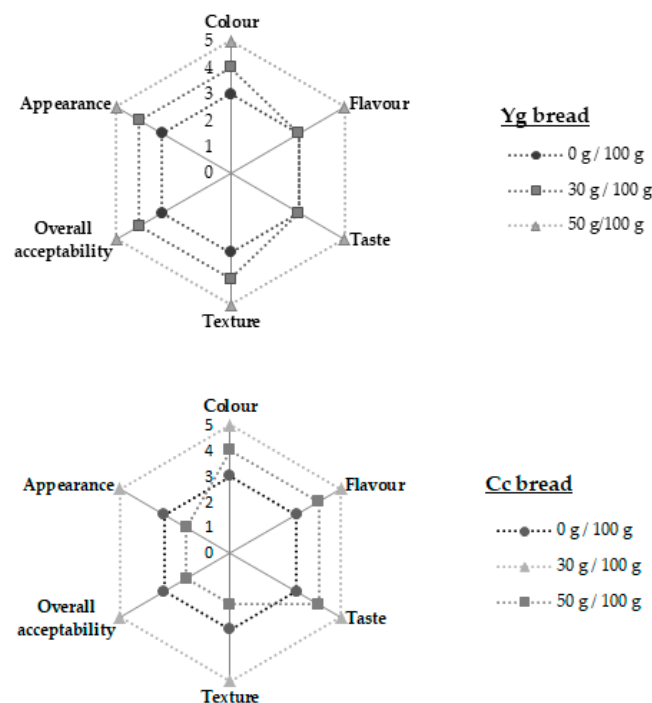 Colour
5
4
3
2
1
0
Appearance
Flavour
Overall
acceptability
Taste
Texture
Yg bread
0 g / 100 g
30 g / 100 g
50 g/100 g
Colour
5
4
3
2
1
0
Appearance
Flavour
Overall
acceptability
Taste
Texture
Cc bread
0 g / 100 g
30 g / 100 g
50 g / 100 g